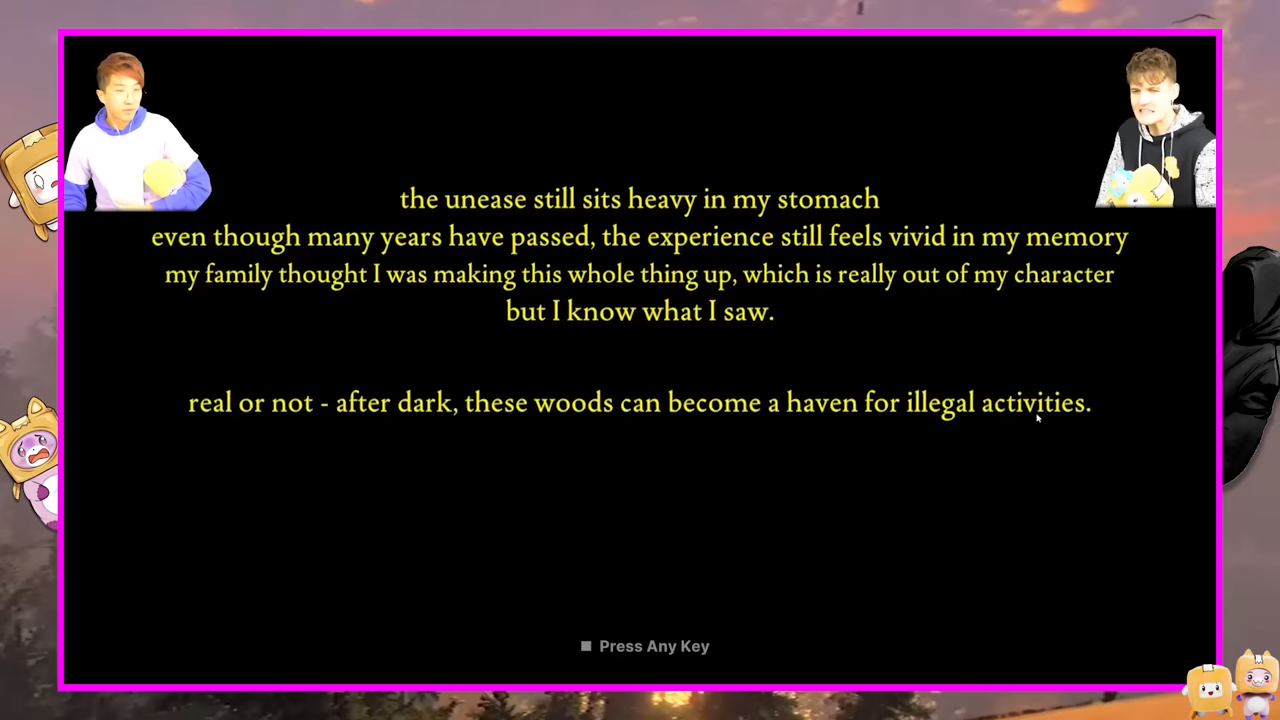 the unease still sits heavy in my stomach
even though many years have passed, the experience still feels vivid in my memory
my family thought I was making this whole thing up, which is really out of my character
but I know what I saw.
real or not - after dark, these woods can become a haven for illegal activities.
Press Any Key